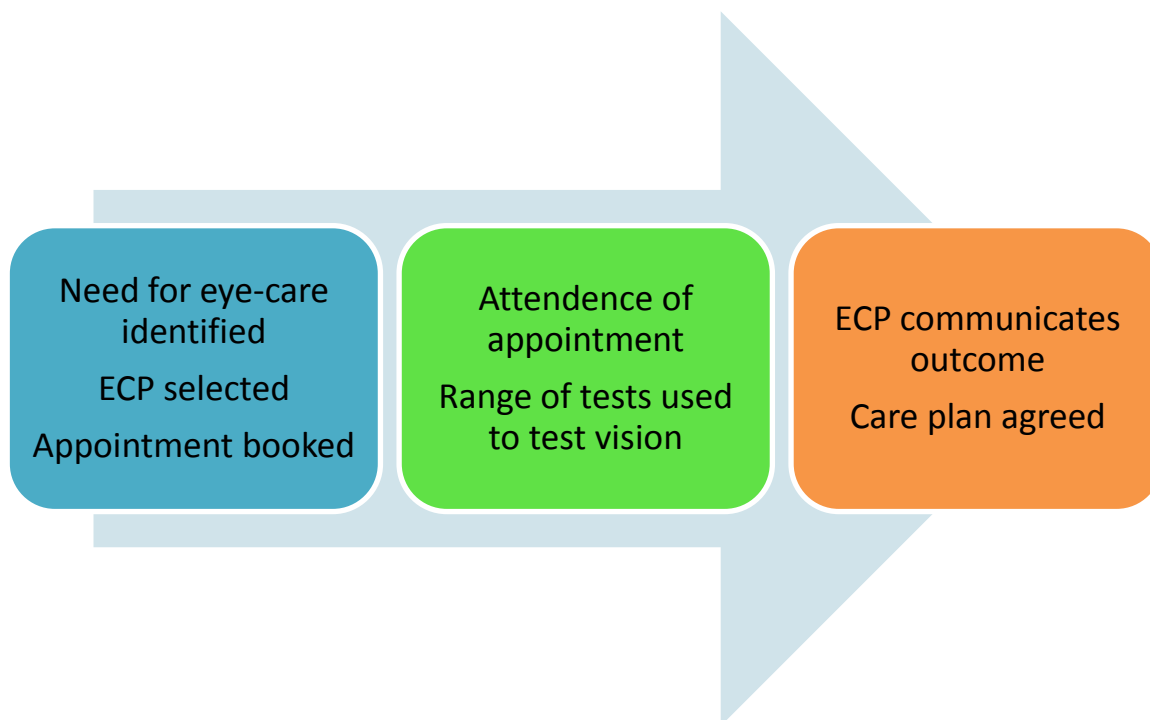 Need for eye-care
identified
ECP selected
Appointment booked
Attendence of
appointment
Range of tests used
to test vision
ECP communicates
outcome
Care plan agreed